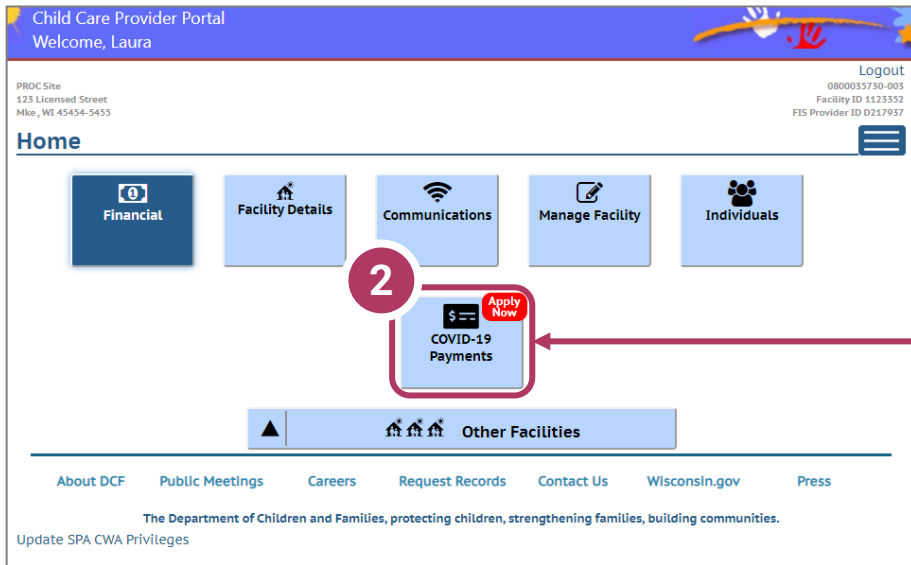 Child Care Provider Portal
Welcome, Laura
Logout
PROC Site
123 Licensed Street
Mke , WI 45454-5455
0800035730-003
Facility ID 1123352
FIS Provider ID D217937
Home
Financial
Facility Details
Communications
Manage Facility
Individuals
2
Apply
Now
COVID-19
Payments
Other Facilities
About DCF Public Meetings Careers Request Records Contact Us Wisconsin.gov Press
The Department of Children and Families, protecting children, strengthening families, building communities.
Update SPA CWA Privileges